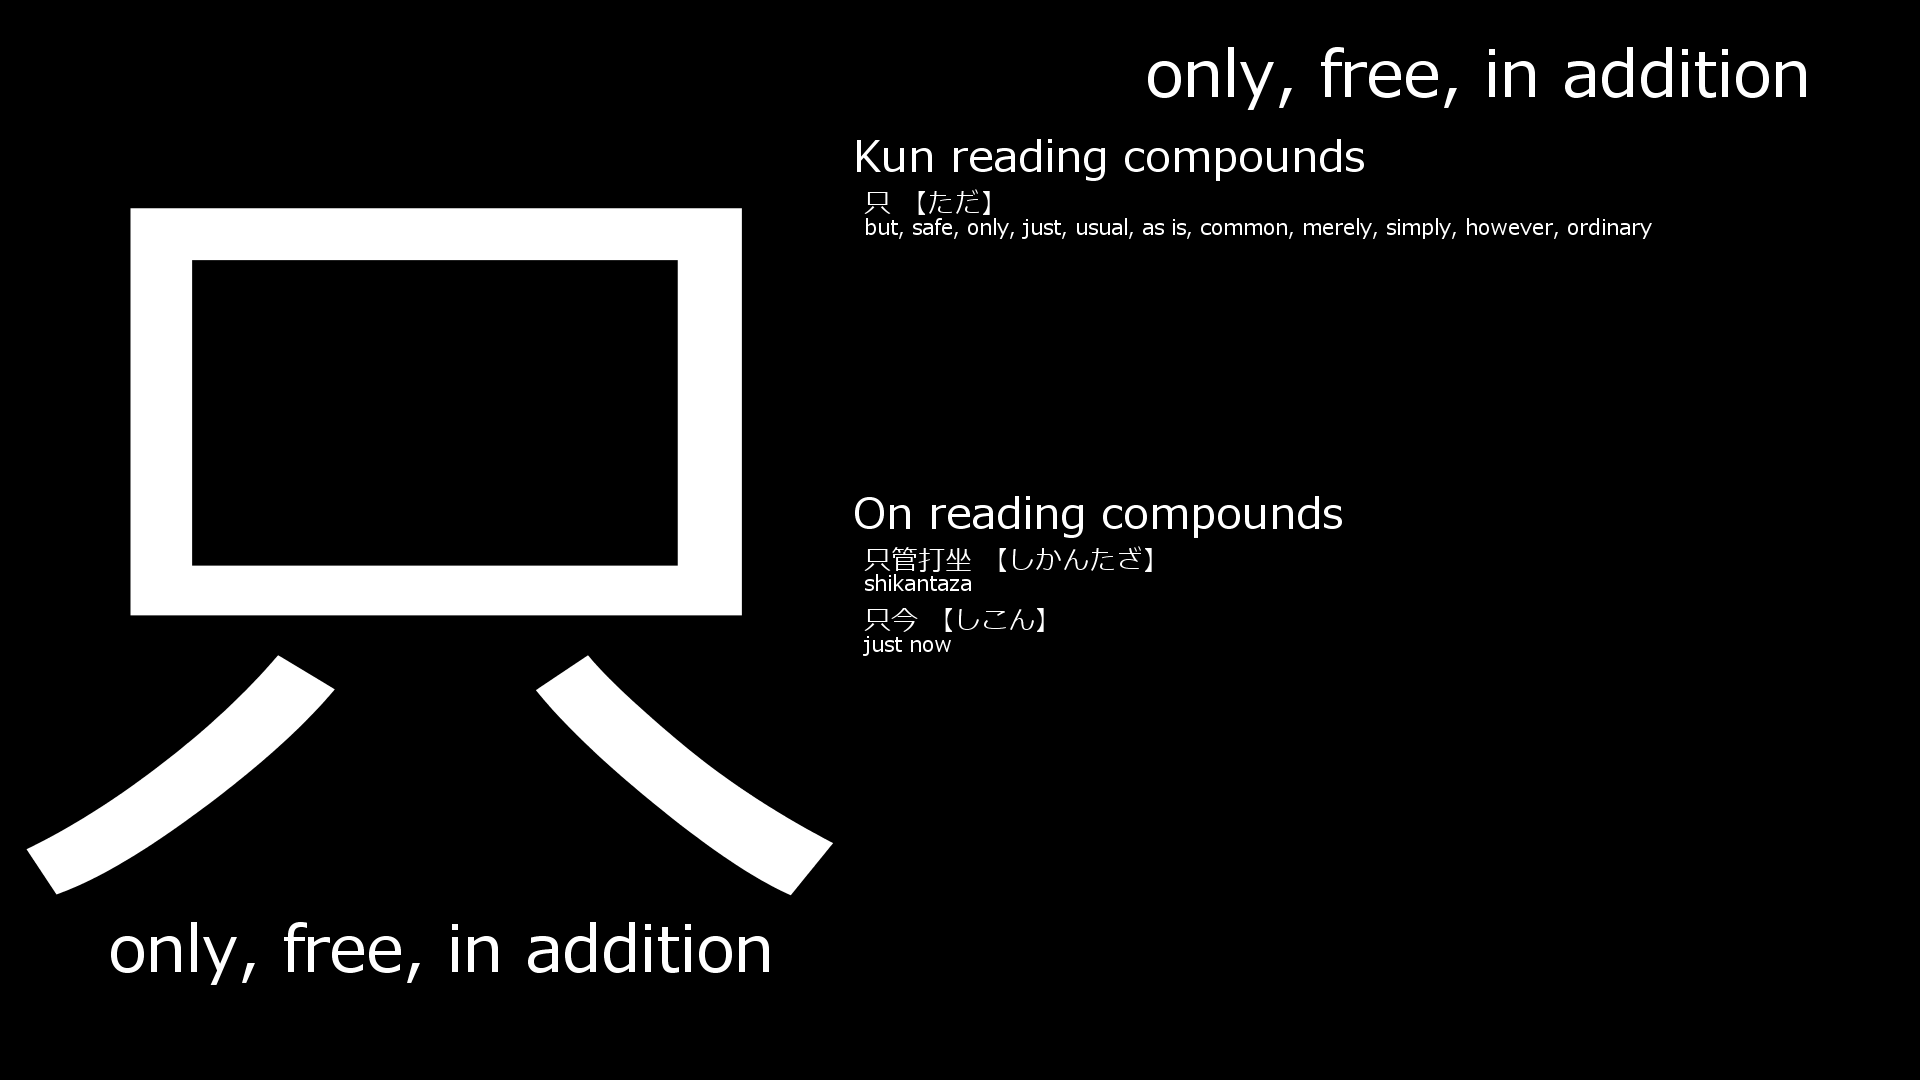 只
only, free, in addition
only, free, in addition
Kun reading compounds
只 【ただ】
but, safe, only, just, usual, as is, common, merely, simply, however, ordinary
On reading compounds
只管打坐 【しかんたざ】
shikantaza
只今 【しこん】
just now